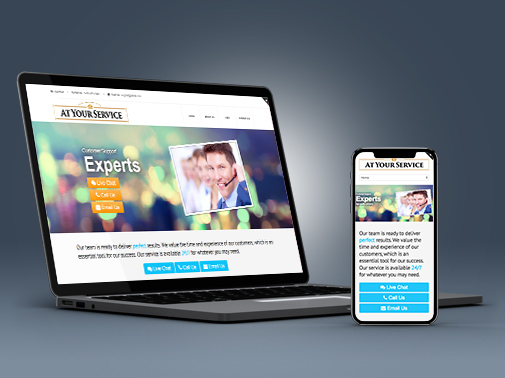 AT YOUR SERVICE
Customer Support
Experts
Live Chat
Call Us
Email Us
Our team is ready to deliver perfect results. We value
the time and experience of our customers, which is an
essential tool for our success. Our service is available 24/7 for whatever you may need.
Live Chat Call Us Email Us
AT YOUR SERVICE
Home
Experts
Our team is ready to deliver
perfect results. We value the
time and experience of our
customers, which is an
essential tool for our success.
Our service is available 24/7
for whatever you may need.
Live Chat
Call Us
Email Us